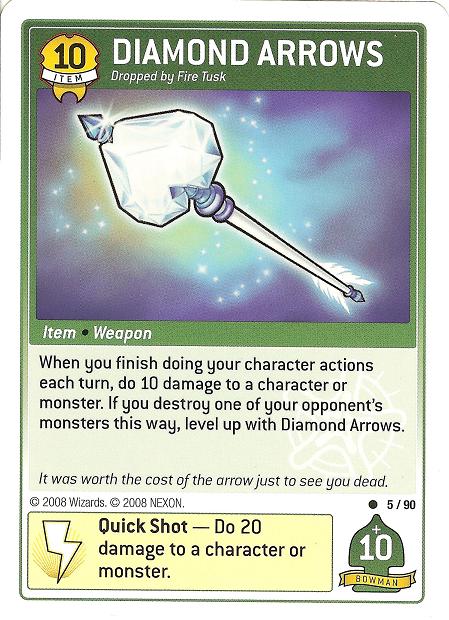 10
ITEM
DIAMOND ARROWS
Dropped by Fire Tusk
Item • Weapon
When you finish doing your character actions
each turn, do 10 damage to a character or
monster. If you destroy one of your opponent's
monsters this way, level up with Diamond Arrows.
It was worth the cost of the arrow just to see you dead.
© 2008 Wizards. © 2008 NEXON.
● 5 / 90
Quick Shot — Do 20
damage to a character or
monster.
+
10
BOWMAN